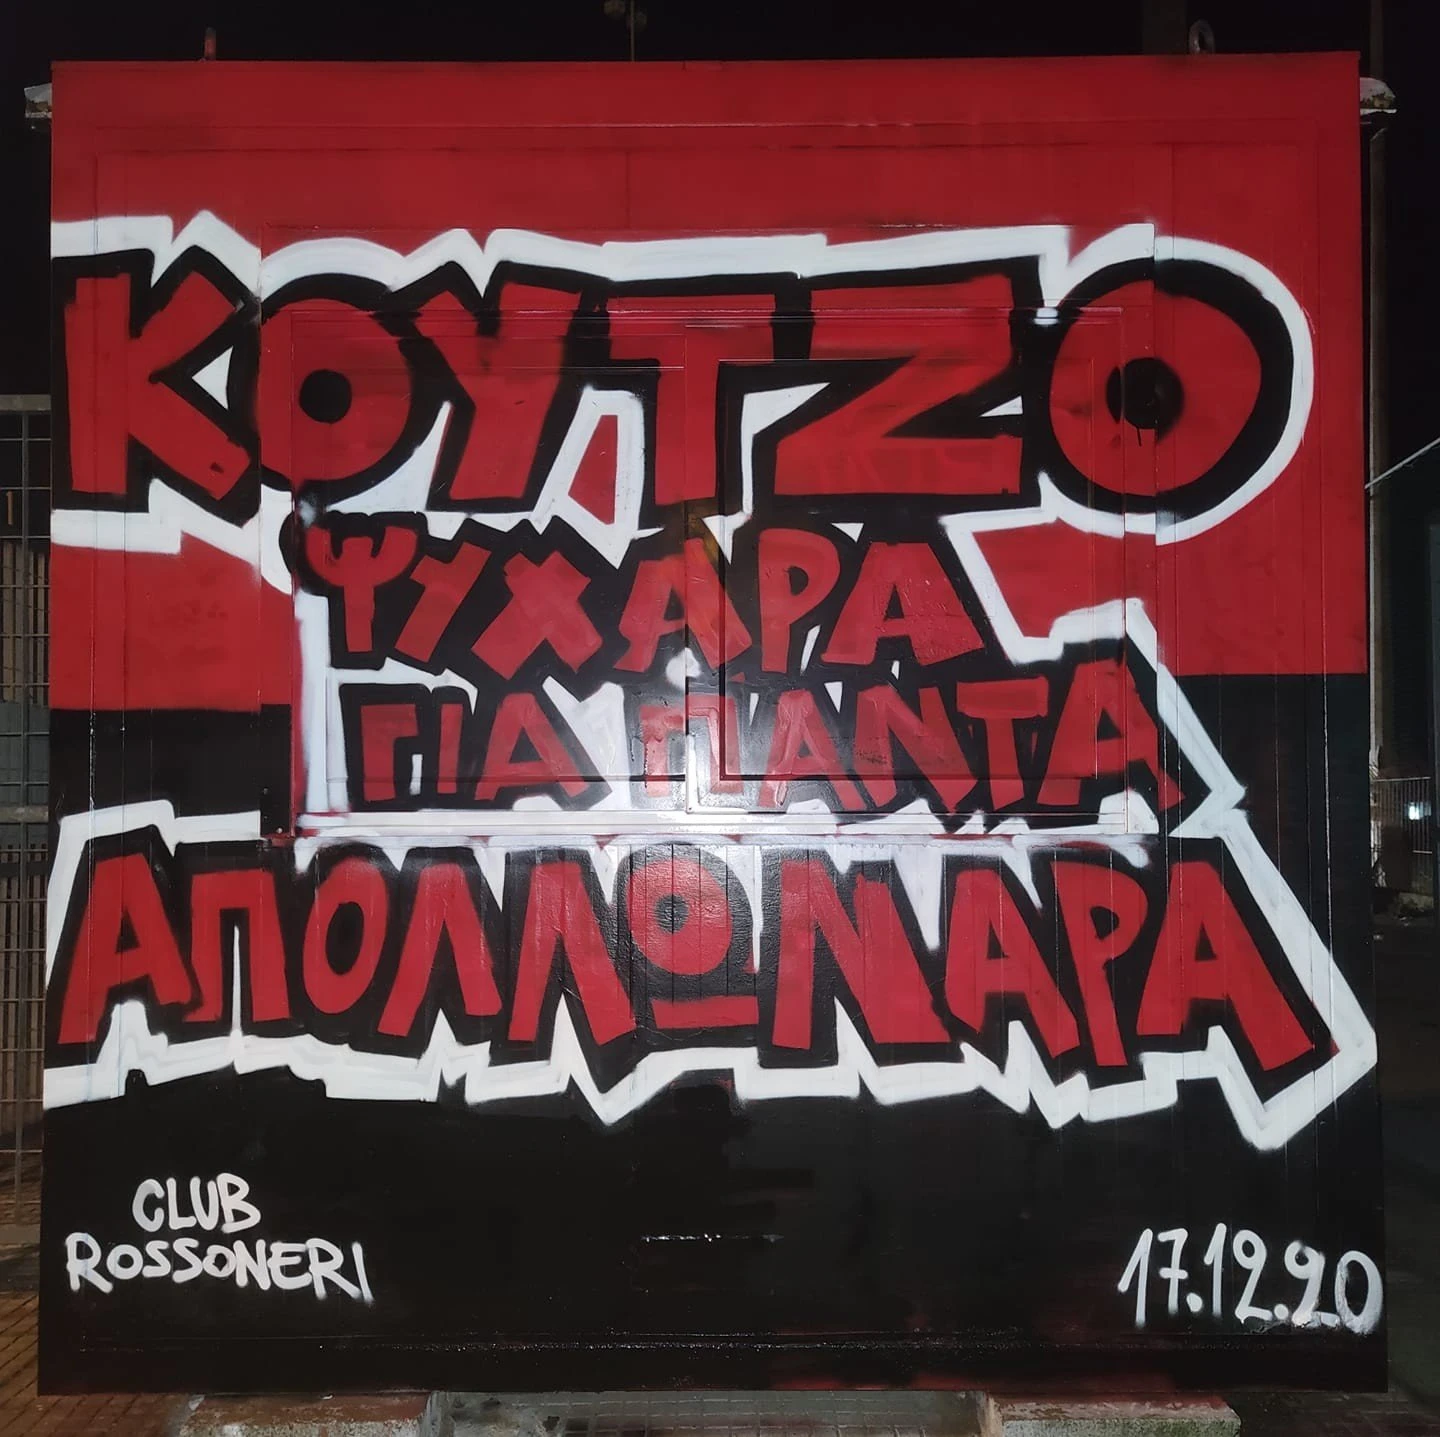 ΚΟΥΤΖΟ
ΨΥΧΑΡΑ
ΓΙΑ ΠΑΝΤΑ
ΑΠΟΛΛΩΝΑΡΑ
CLUB
ROSSONERI
17.12.20